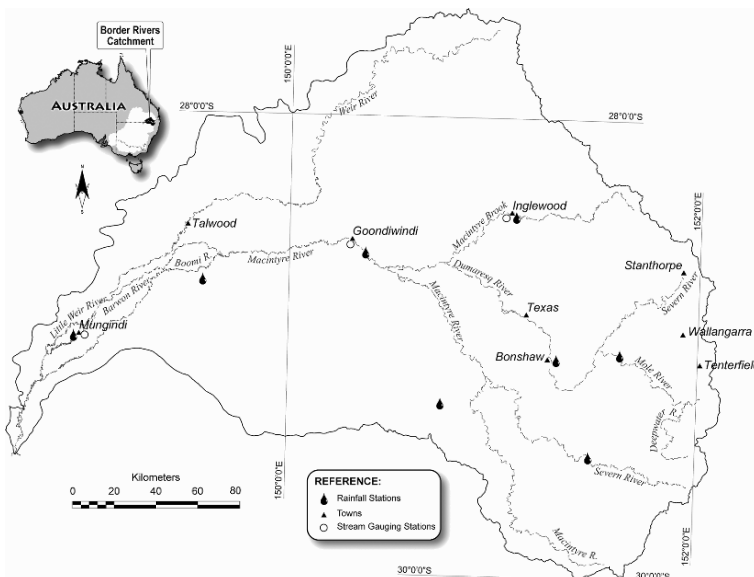 Border Rivers
Catchment
AUSTRALIA
N
S
150°0'0"E
28°0'0"S
28°0'0"S
Weir River
Talwood
Goondiwindi
Macintyre Brook
Inglewood
152°0'0"E
Boomi R.
Macintyre River
Stanthorpe
Dumaresq River
Severn River
Little Weir River
Barwon River
Mungindi
Macintyre River
Texas
Wallangarra
Bonshaw
Mole River
Tenterfield
Deepwater R.
Severn River
Kilometers
0 20 40 60 80
150°0'0"E
REFERENCE:
Rainfall Stations
Towns
Stream Gauging Stations
Macintyre R.
152°0'0"E
30°0'0"S
30°0'0"S